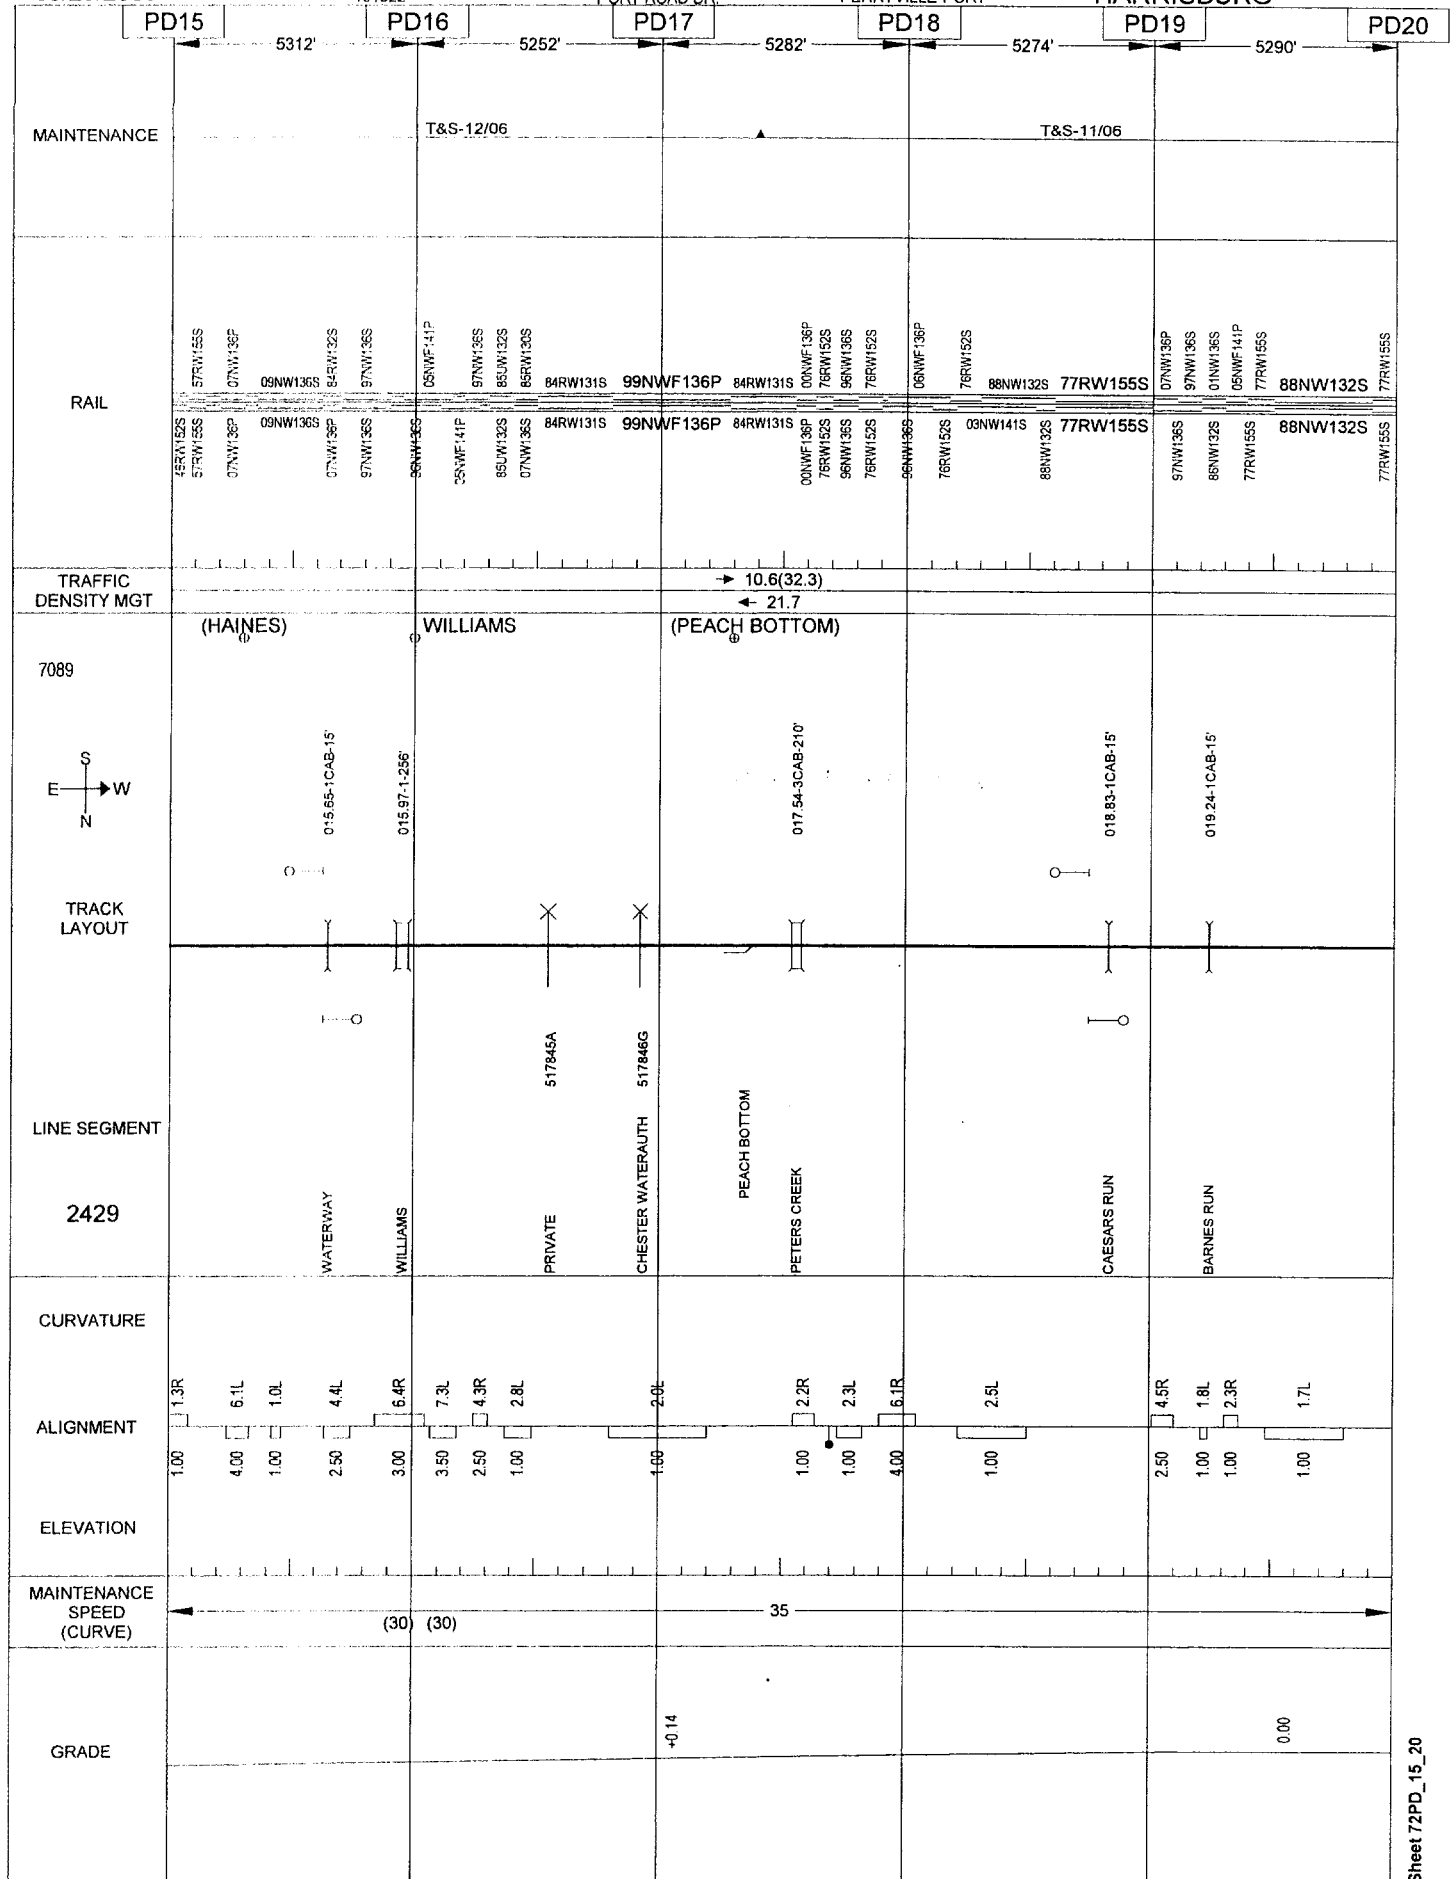 HARRISBURG
PD15 PD16 PD17 PD18 PD19 PD20
5312' 5252' 5282' 5274' 5290'
MAINTENANCE
T&S-12/06
T&S-11/06
RAIL
57RW155S 07NW136P 09NW136S 84RW132S 97NW136S 05NWF141P 97NW136S 85UW132S 85RW130S 84RW131S 99NWF136P 84RW131S 00NWF136P 76RW152S 96NW136S 76RW152S 06NWF136P 76RW152S 88NW132S 77RW155S 07NW136P 97NW136S 01NW136S 05NWF141P 77RW155S 88NW132S 77RW155S
57RW155S 07NW136P 09NW136S 07NW136P 97NW136S 96NW136S 05NWF141P 85UW132S 07NW136S 84RW131S 99NWF136P 84RW131S 00NWF136P 76RW152S 96NW136S 76RW152S 96NW136S 76RW152S 03NW141S 88NW132S 77RW155S 97NW136S 86NW132S 77RW155S 88NW132S 77RW155S
TRAFFIC
DENSITY MGT
10.6(32.3)
21.7
(HAINES) WILLIAMS (PEACH BOTTOM)
7089
S
E W
N
015.65-1CAB-15' 015.97-1-256' 017.54-3CAB-210' 018.83-1CAB-15' 019.24-1CAB-15'
TRACK
LAYOUT
517845A 517846G
LINE SEGMENT
2429
WATERWAY
WILLIAMS
PRIVATE
CHESTER WATERAUTH
PEACH BOTTOM
PETERS CREEK
CAESARS RUN
BARNES RUN
CURVATURE
1.3R 6.1L 1.0L 4.4L 6.4R 7.3L 4.3R 2.8L 2.0L 2.2R 2.3L 6.1R 2.5L 4.5R 1.8L 2.3R 1.7L
ALIGNMENT
1.00 4.00 1.00 2.50 3.00 3.50 2.50 1.00 1.00 1.00 1.00 4.00 1.00 2.50 1.00 1.00 1.00
ELEVATION
MAINTENANCE
SPEED
(CURVE)
35
(30) (30)
GRADE
+0.14
0.00
Sheet 72PD_15_20